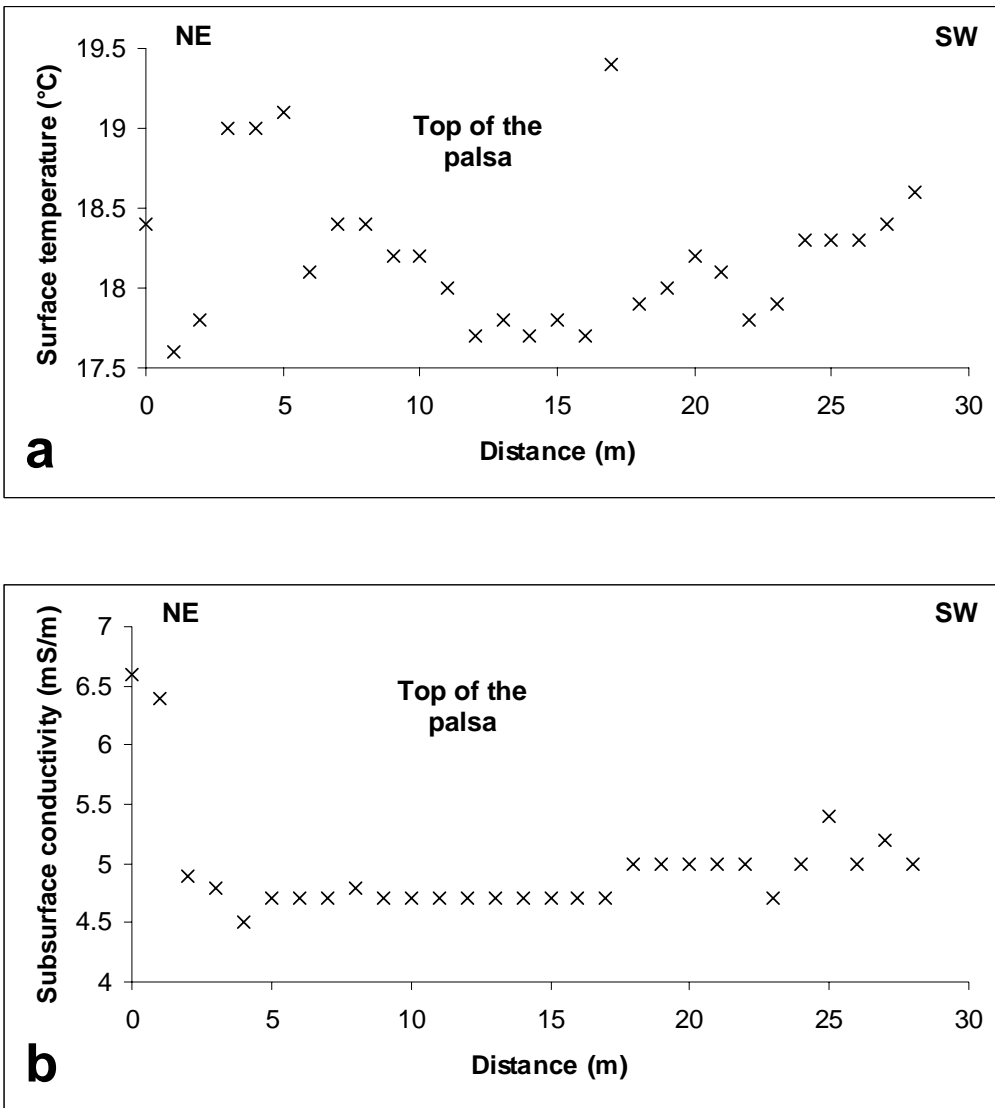 NE
SW
Surface temperature (°C)
19.5
19
18.5
18
17.5
Top of the
palsa
0
5
10
15
20
25
30
Distance (m)
a
NE
SW
Subsurface conductivity (mS/m)
7
6.5
6
5.5
5
4.5
4
Top of the
palsa
0
5
10
15
20
25
30
Distance (m)
b